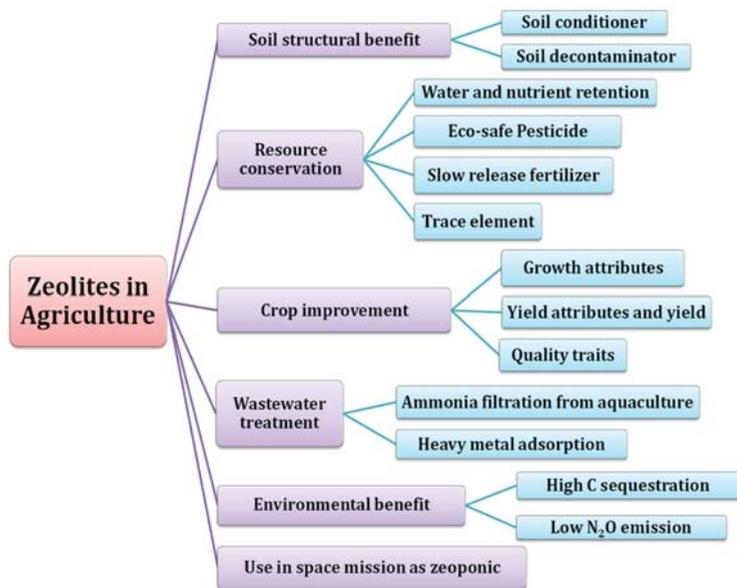 Zeolites in
Agriculture
Soil structural benefit
Soil conditioner
Soil decontaminator
Resource
conservation
Water and nutrient retention
Eco-safe Pesticide
Slow release fertilizer
Trace element
Crop improvement
Growth attributes
Yield attributes and yield
Quality traits
Wastewater
treatment
Ammonia filtration from aquaculture
Heavy metal adsorption
Environmental benefit
High C sequestration
Low N₂O emission
Use in space mission as zeoponic